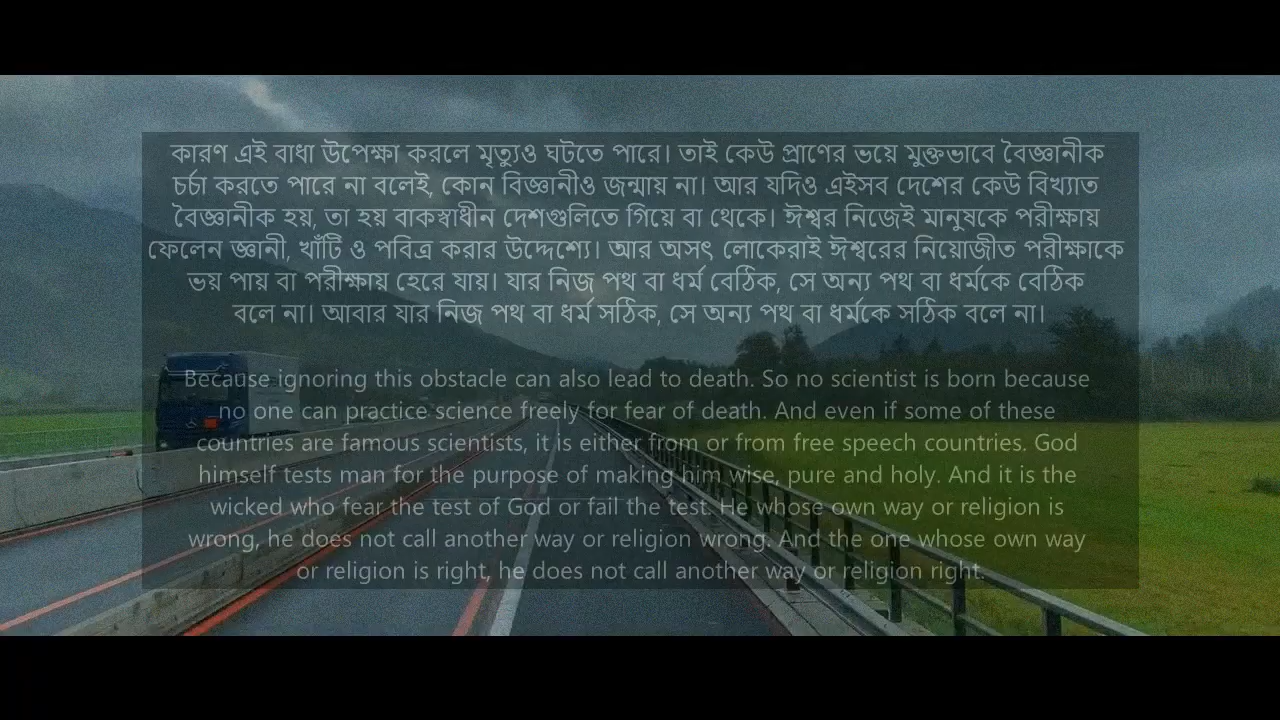 কারণ এই বাধা উপেক্ষা করলে মৃত্যুও ঘটতে পারে। তাই কেউ প্রাণের ভয়ে মুক্তভাবে বৈজ্ঞানীক
চর্চা করতে পারে না বলেই, কোন বিজ্ঞানীও জন্মায় না। আর যদিও এইসব দেশের কেউ বিখ্যাত
বৈজ্ঞানীক হয়, তা হয় বাকস্বাধীন দেশগুলিতে গিয়ে বা থেকে। ঈশ্বর নিজেই মানুষকে পরীক্ষায়
ফেলেন জ্ঞানী, খাঁটি ও পবিত্র করার উদ্দেশ্যে। আর অসৎ লোকেরাই ঈশ্বরের নিয়োজীত পরীক্ষাকে
ভয় পায় বা পরীক্ষায় হেরে যায়। যার নিজ পথ বা ধর্ম বেঠিক, সে অন্য পথ বা ধর্মকে বেঠিক
বলে না। আবার যার নিজ পথ বা ধর্ম সঠিক, সে অন্য পথ বা ধর্মকে সঠিক বলে না।
Because ignoring this obstacle can also lead to death. So no scientist is born because
no one can practice science freely for fear of death. And even if some of these
countries are famous scientists, it is either from or from free speech countries. God
himself tests man for the purpose of making him wise, pure and holy. And it is the
wicked who fear the test of God or fail the test. He whose own way or religion is
wrong, he does not call another way or religion wrong. And the one whose own way
or religion is right, he does not call another way or religion right.